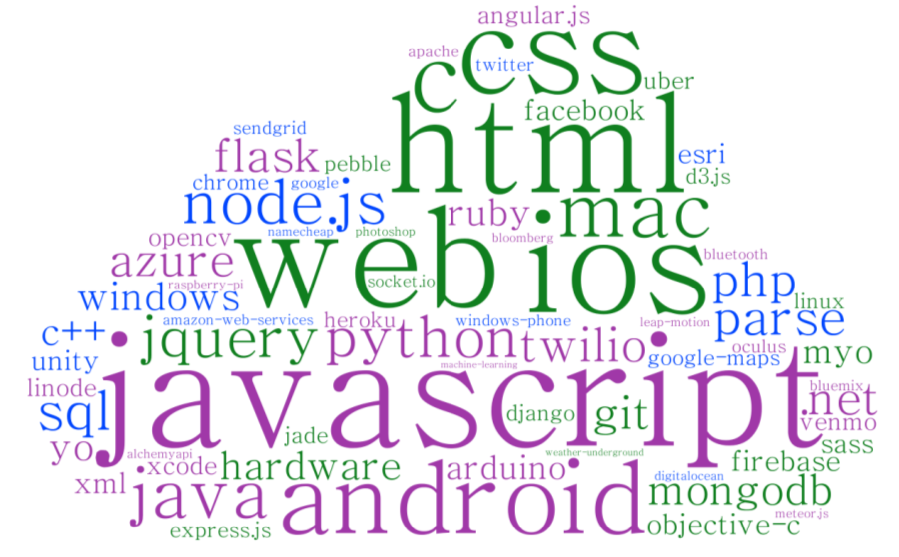 angular.js
apache
css
twitter
c
uber
facebook
html
sendgrid
flask
pebble
esri
d3.js
chrome
google
node.js
ruby
mac
namecheap
photoshop
opencv
bloomberg
web
ios
azure
bluetooth
raspberry-pi
socket.io
php
windows
linux
amazon-web-services
heroku
windows-phone
leap-motion
parse
c++
jquery
python
twilio
oculus
google-maps
myo
unity
machine-learning
linode
javascript
bluemix
.net
sql
django
git
venmo
jade
yo
sass
alchemyapi
weather-underground
xcode
hardware
arduino
firebase
digitalocean
xml
java
android
mongodb
meteor.js
express.js
objective-c